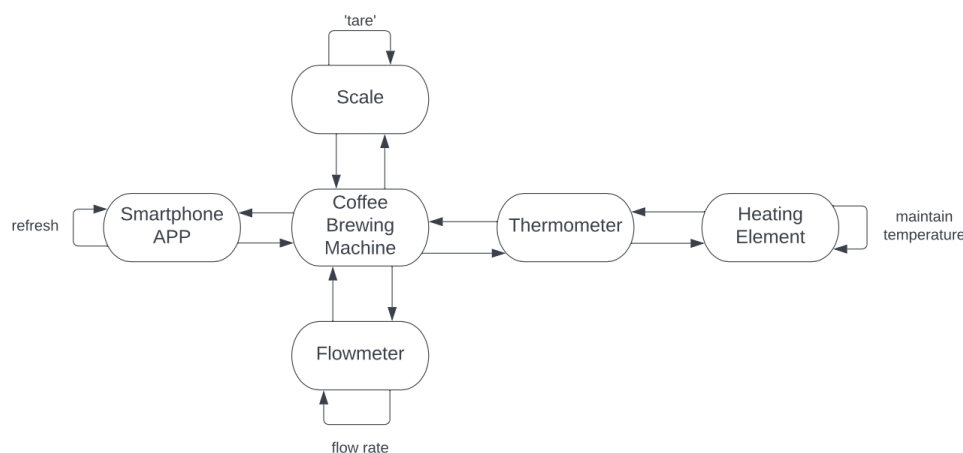 'tare'
Scale
refresh
Smartphone
APP
Coffee
Brewing
Machine
Thermometer
Heating
Element
maintain
temperature
Flowmeter
flow rate